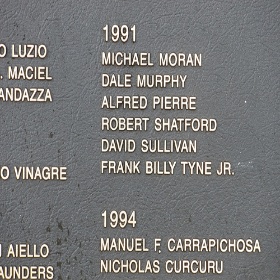 O LUZIO
. MACIEL
ANDAZZA
O VINAGRE
AIELLO
AUNDERS
1991
MICHAEL MORAN
DALE MURPHY
ALFRED PIERRE
ROBERT SHATFORD
DAVID SULLIVAN
FRANK BILLY TYNE JR.
1994
MANUEL F. CARRAPICHOSA
NICHOLAS CURCURU